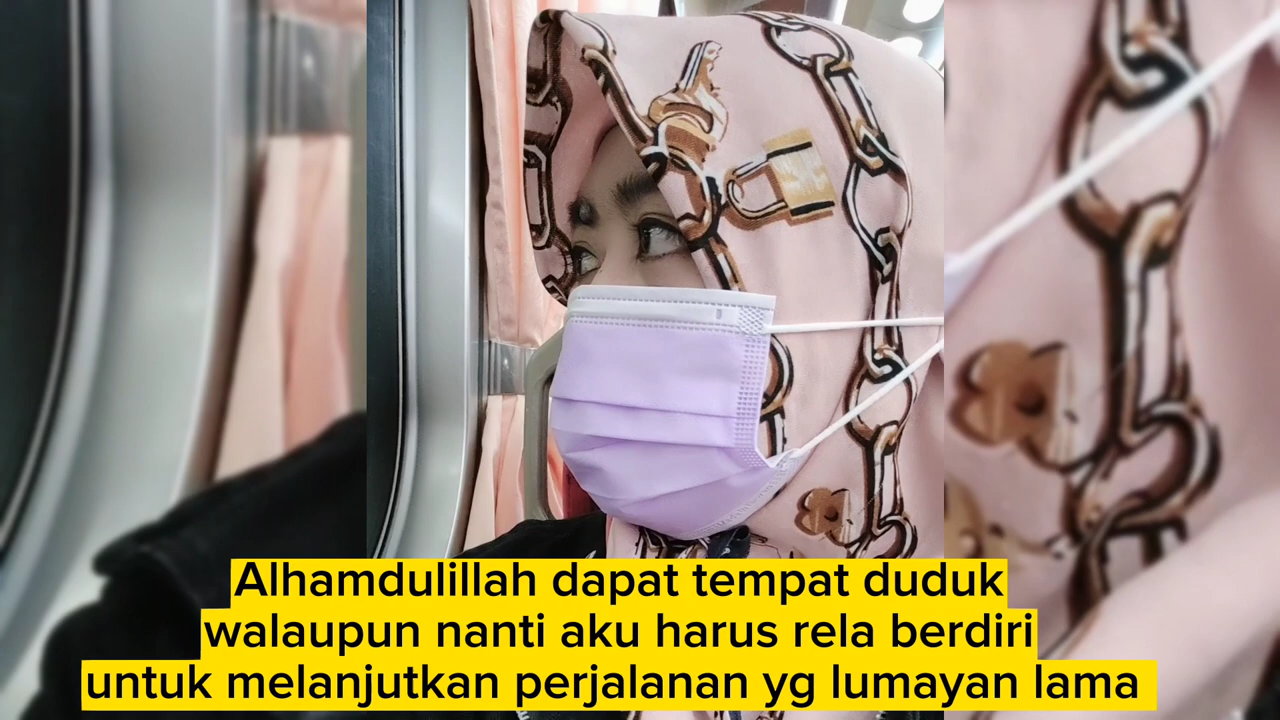 Alhamdulillah dapat tempat duduk
walaupun nanti aku harus rela berdiri
untuk melanjutkan perjalanan yg lumayan lama